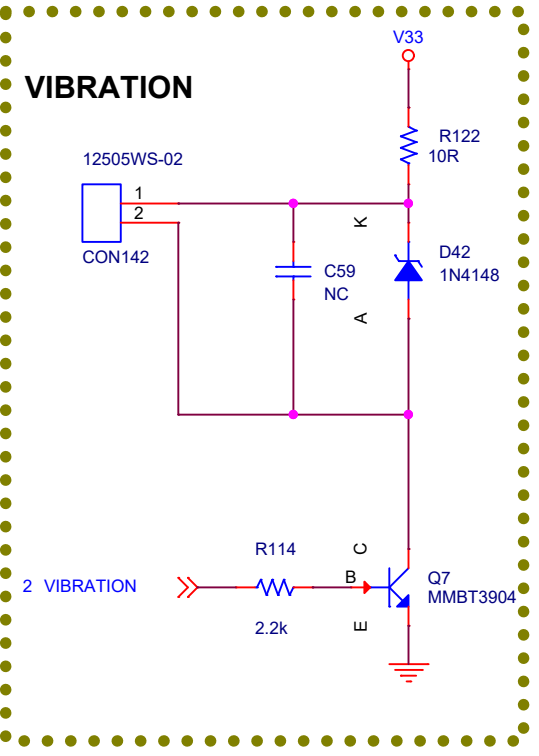 V33
VIBRATION
R122
10R
12505WS-02
1
2
CON142
K
D42
1N4148
C59
NC
A
R114
C
B
Q7
MMBT3904
2 VIBRATION
2.2k
E